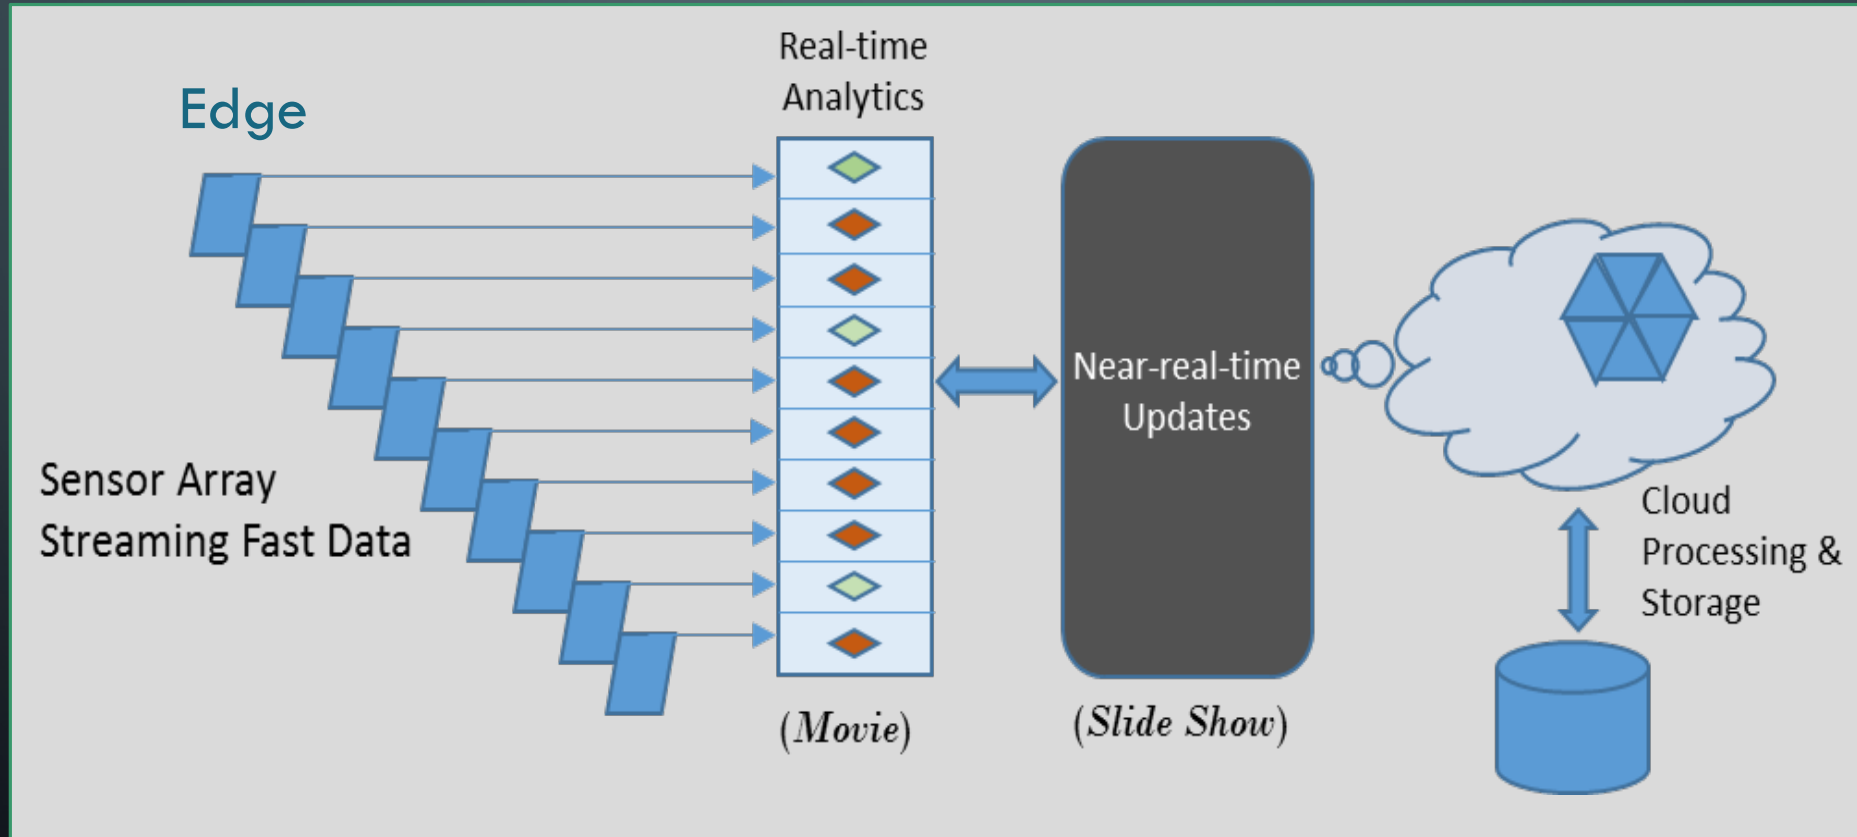 Real-time
Analytics
Edge
Near-real-time
Updates
Sensor Array
Streaming Fast Data
Cloud
Processing &
Storage
(Movie)
(Slide Show)